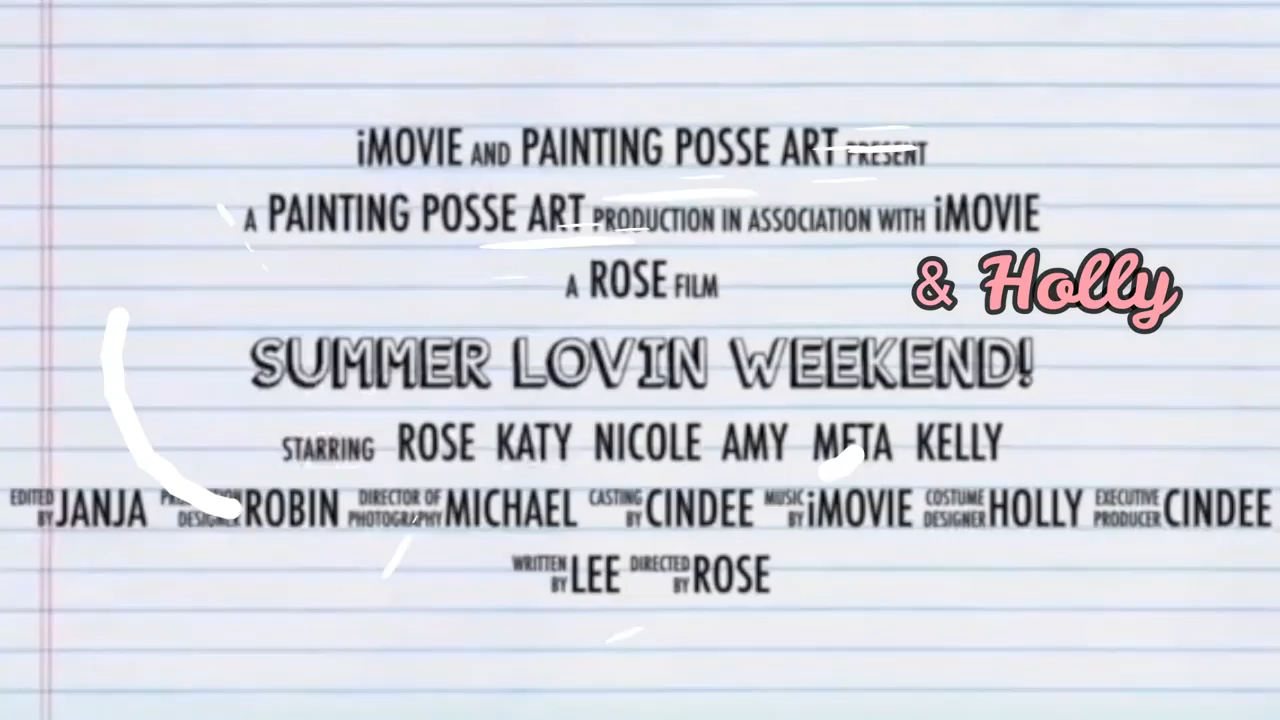 iMOVIE AND PAINTING POSSE ART PRESENT
A PAINTING POSSE ART PRODUCTION IN ASSOCIATION WITH iMOVIE
A ROSE FILM
& Holly
SUMMER LOVIN WEEKEND!
STARRING ROSE KATY NICOLE AMY META KELLY
EDITED BY JANJA PRODUCTION DESIGNER ROBIN DIRECTOR OF PHOTOGRAPHY MICHAEL CASTING BY CINDEE MUSIC BY iMOVIE COSTUME DESIGNER HOLLY EXECUTIVE PRODUCER CINDEE
WRITTEN BY LEE DIRECTED BY ROSE